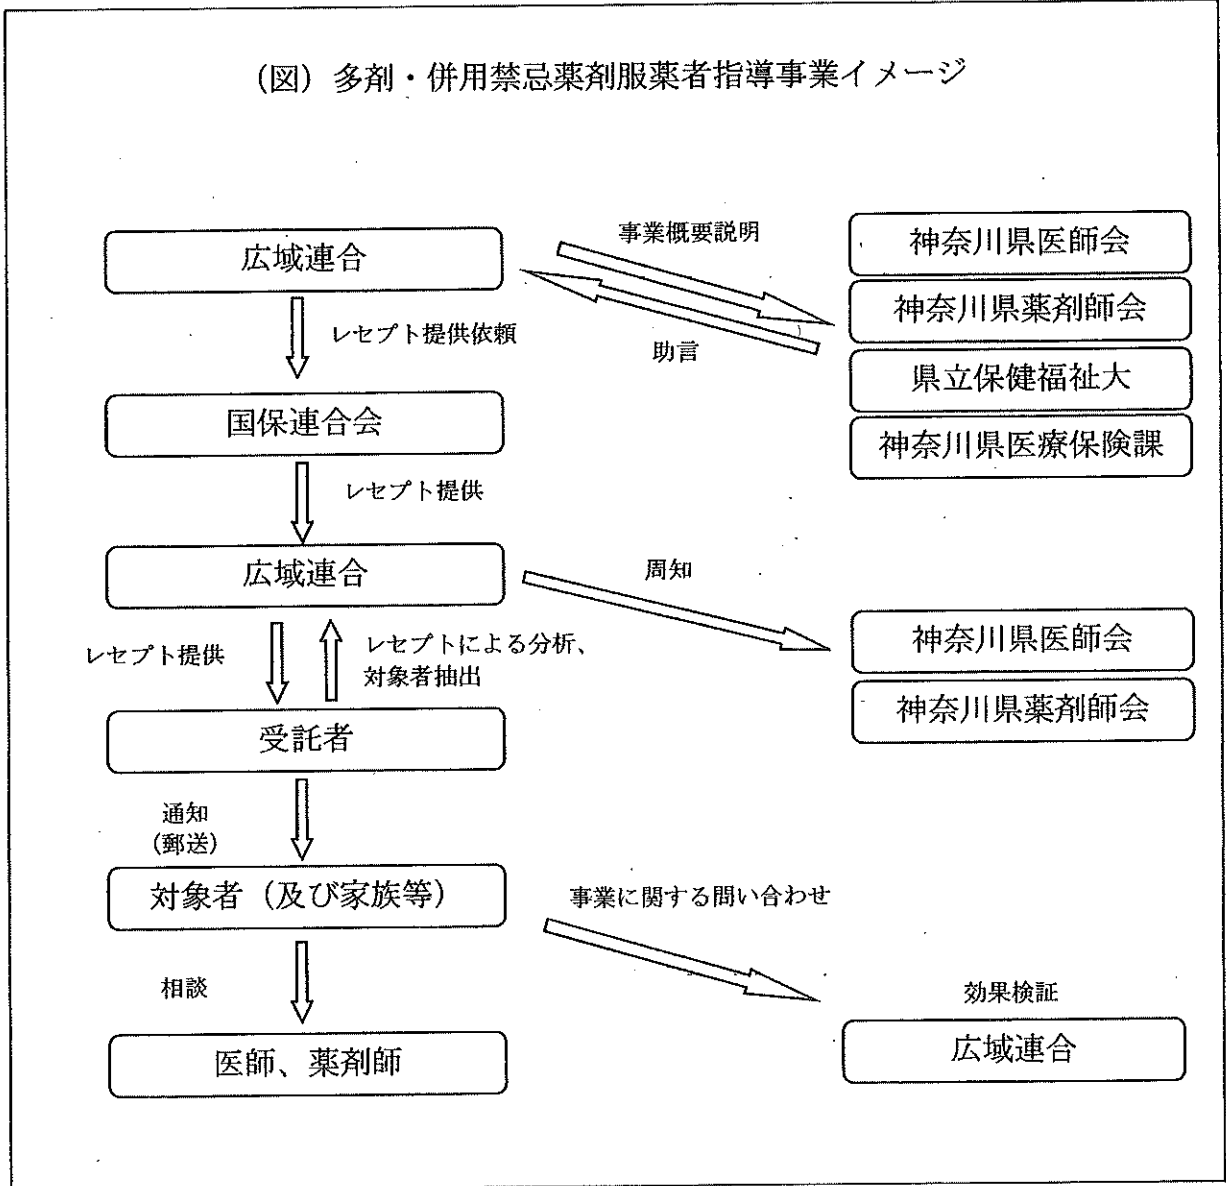 (図) 多剤・併用禁忌薬剤服薬者指導事業イメージ
広域連合
事業概要説明
助言
神奈川県医師会
神奈川県薬剤師会
県立保健福祉大
神奈川県医療保険課
レセプト提供依頼
国保連合会
レセプト提供
広域連合
周知
神奈川県医師会
神奈川県薬剤師会
レセプト提供
レセプトによる分析、
対象者抽出
受託者
通知
(郵送)
対象者（及び家族等）
事業に関する問い合わせ
相談
医師、薬剤師
効果検証
広域連合